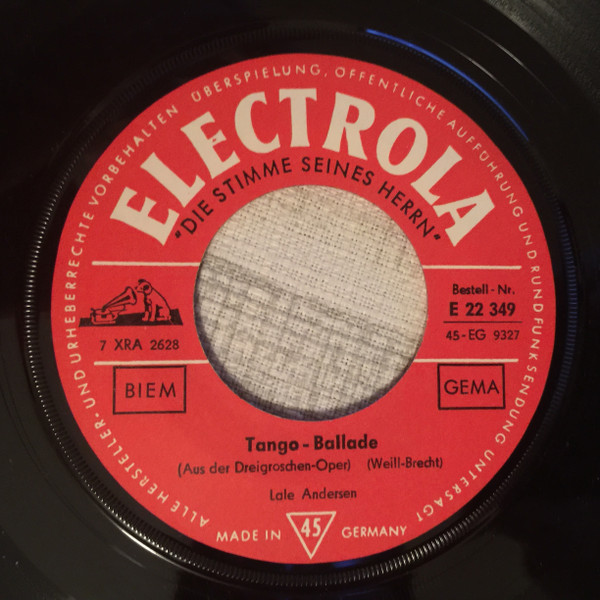 ALLE HERSTELLER- UND URHEBERRECHTE VORBEHALTEN ÜBERSPIELUNG, ÖFFENTLICHE AUFFÜHRUNG UND RUNDFUNKSENDUNG UNTERSAGT
ELECTROLA
"DIE STIMME SEINES HERRN"
Bestell-Nr.
E 22 349
7 XRA 2628
45-EG 9327
BIEM
GEMA
Tango-Ballade
(Aus der Dreigroschen-Oper) (Weill-Brecht)
Lale Andersen
MADE IN 45 GERMANY